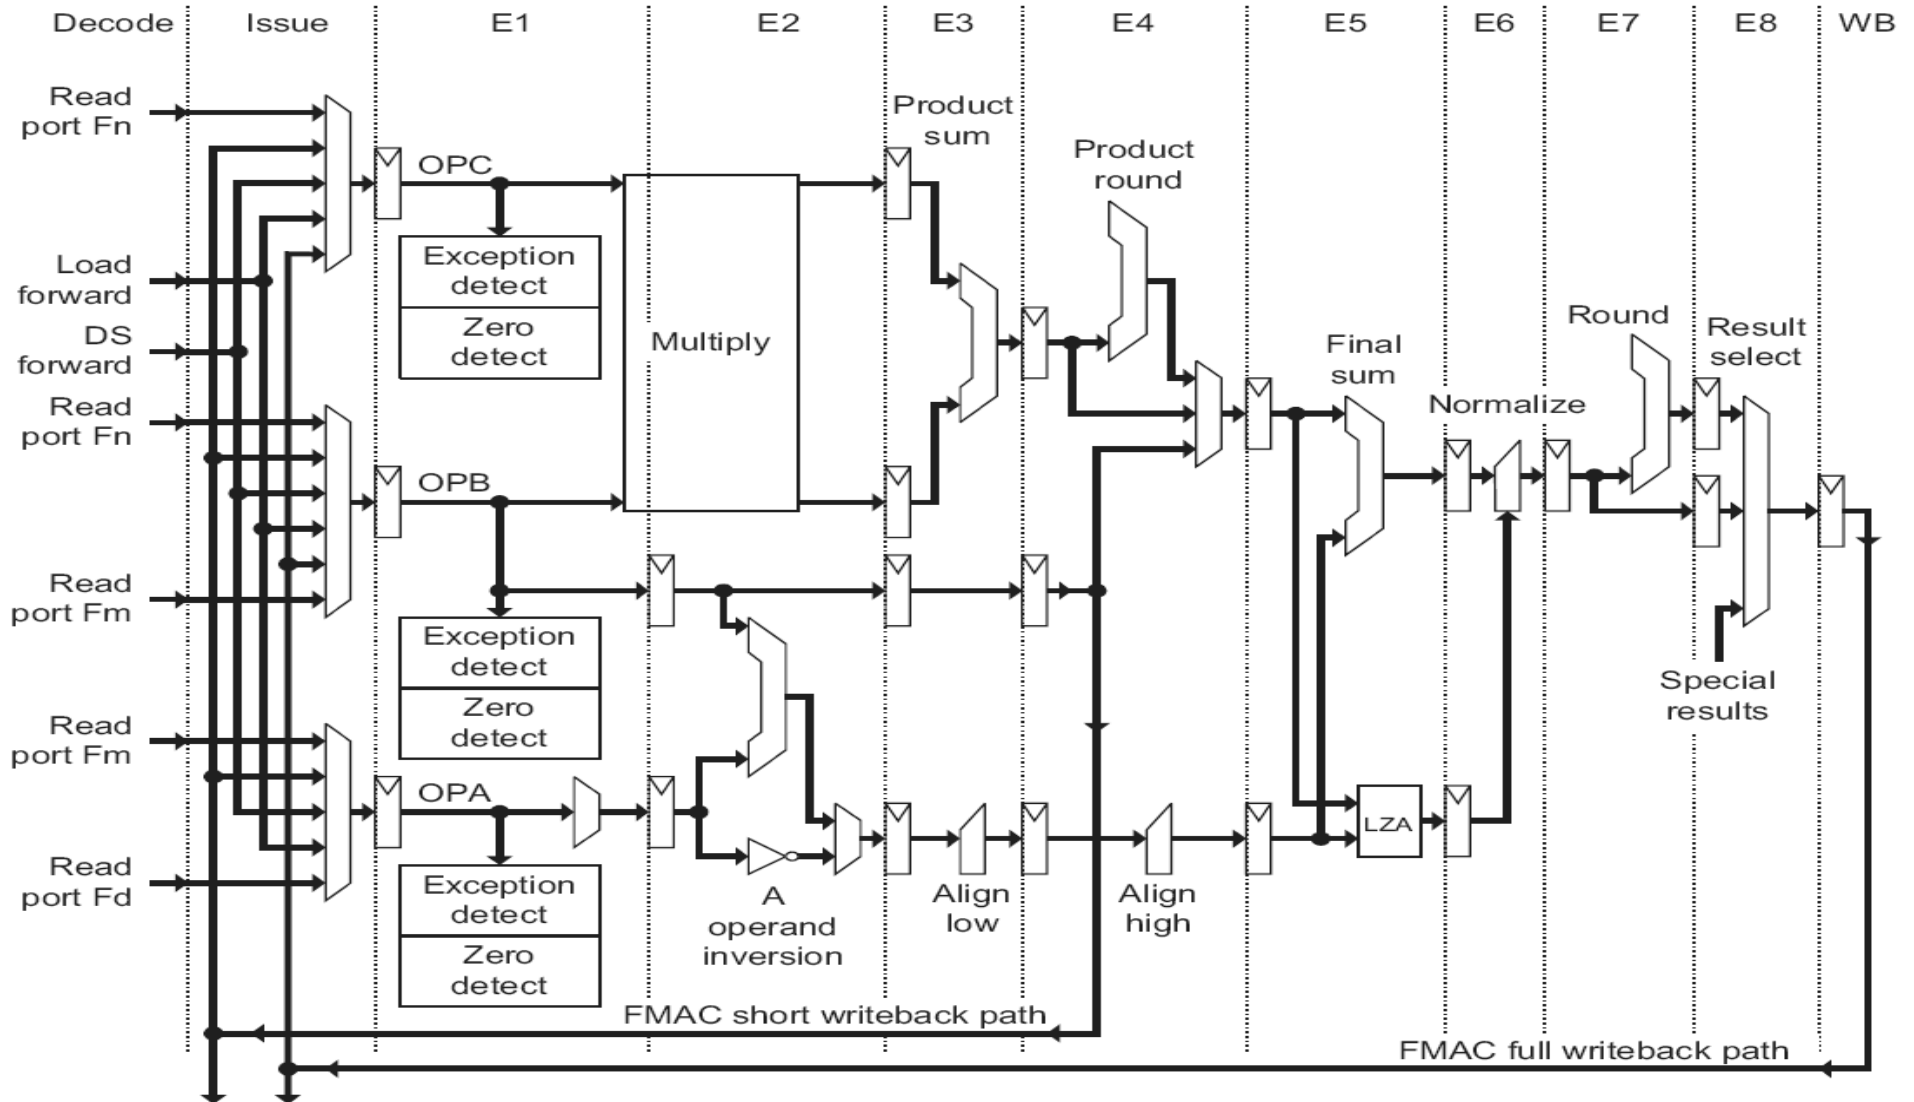 Decode Issue E1 E2 E3 E4 E5 E6 E7 E8 WB
Read
port Fn
Load
forward
DS
forward
Read
port Fn
Read
port Fm
Read
port Fm
Read
port Fd
OPC
Exception
detect
Zero
detect
OPB
Exception
detect
Zero
detect
OPA
Exception
detect
Zero
detect
Multiply
A
operand
inversion
Product
sum
Align
low
Product
round
Align
high
Final
sum
LZA
Normalize
Round
Result
select
Special
results
FMAC short writeback path
FMAC full writeback path